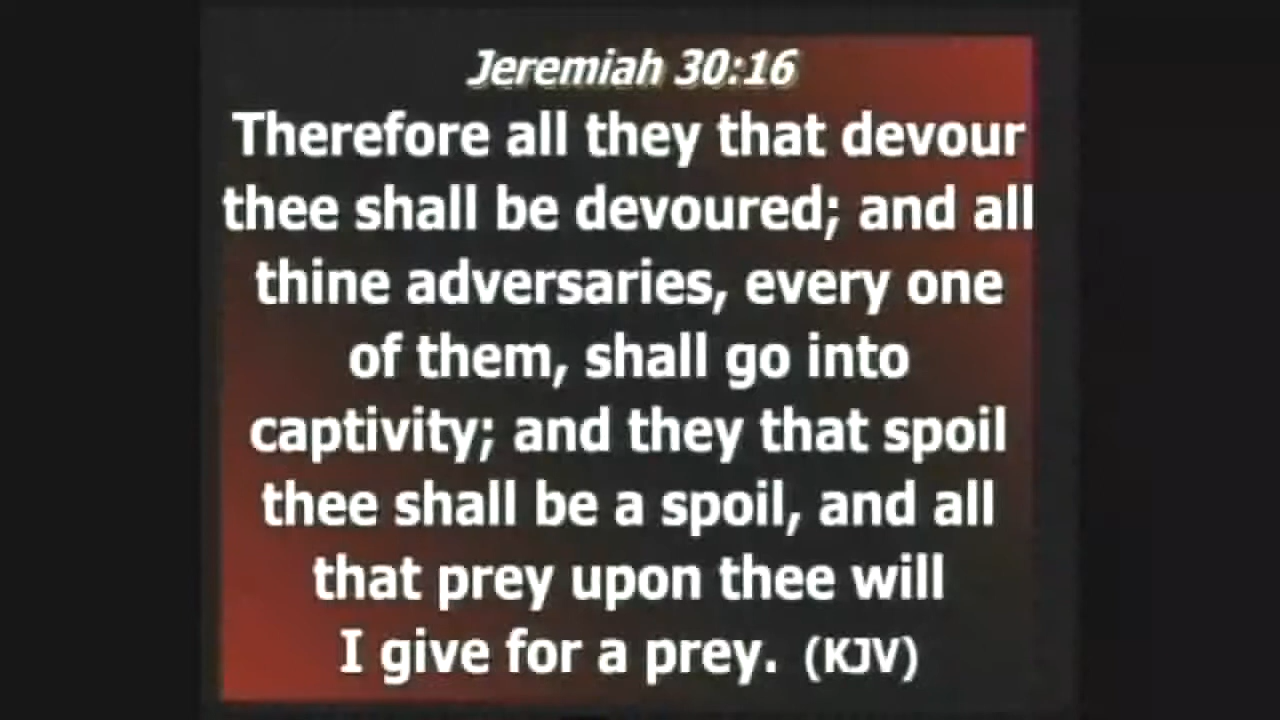 Jeremiah 30:16
Therefore all they that devour
thee shall be devoured; and all
thine adversaries, every one
of them, shall go into
captivity; and they that spoil
thee shall be a spoil, and all
that prey upon thee will
I give for a prey. (KJV)